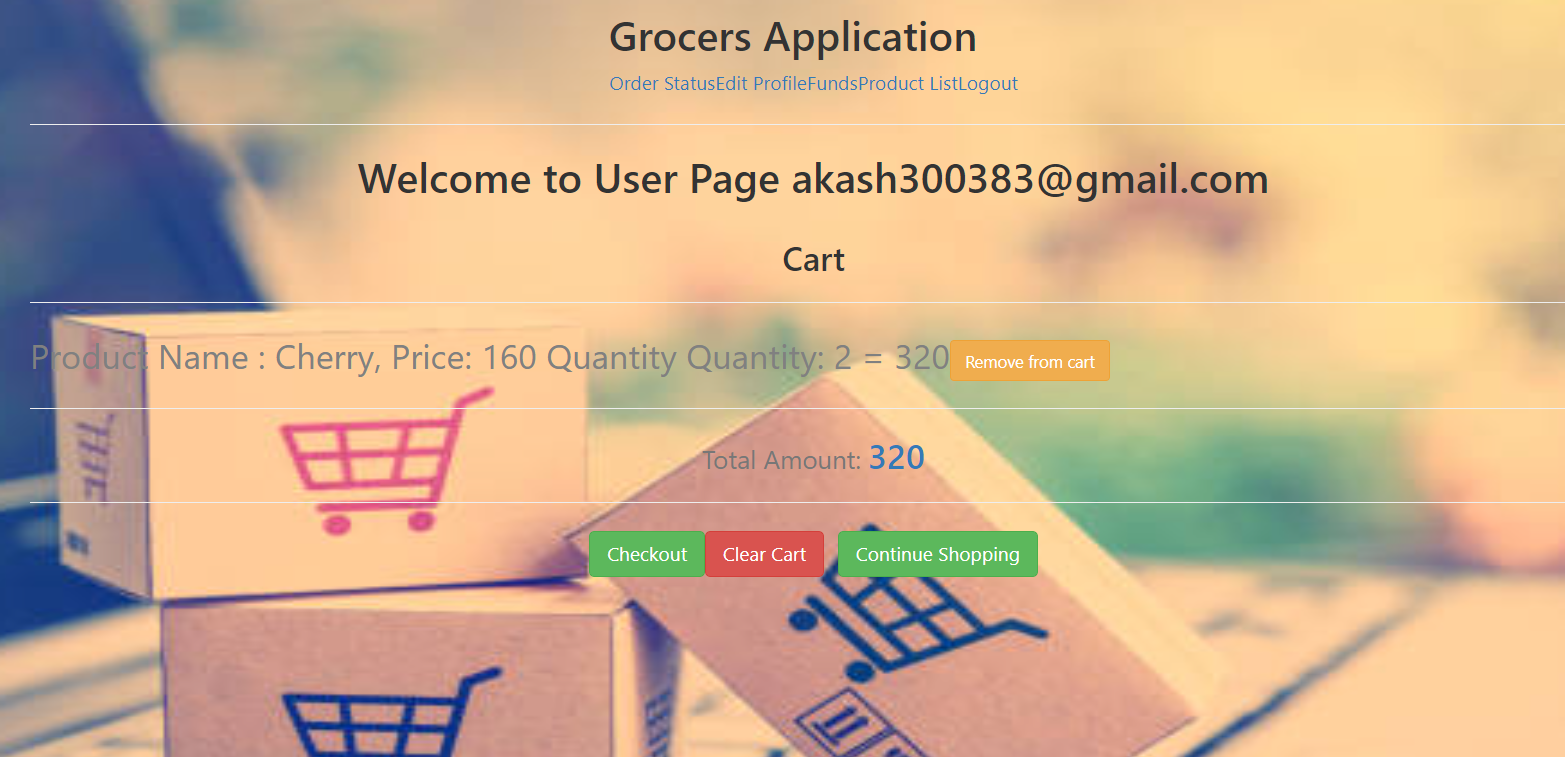 Grocers Application
Order StatusEdit ProfileFundsProduct ListLogout
Welcome to User Page akash300383@gmail.com
Cart
Product Name : Cherry, Price: 160 Quantity Quantity: 2 = 320 Remove from cart
Total Amount: 320
Checkout Clear Cart Continue Shopping